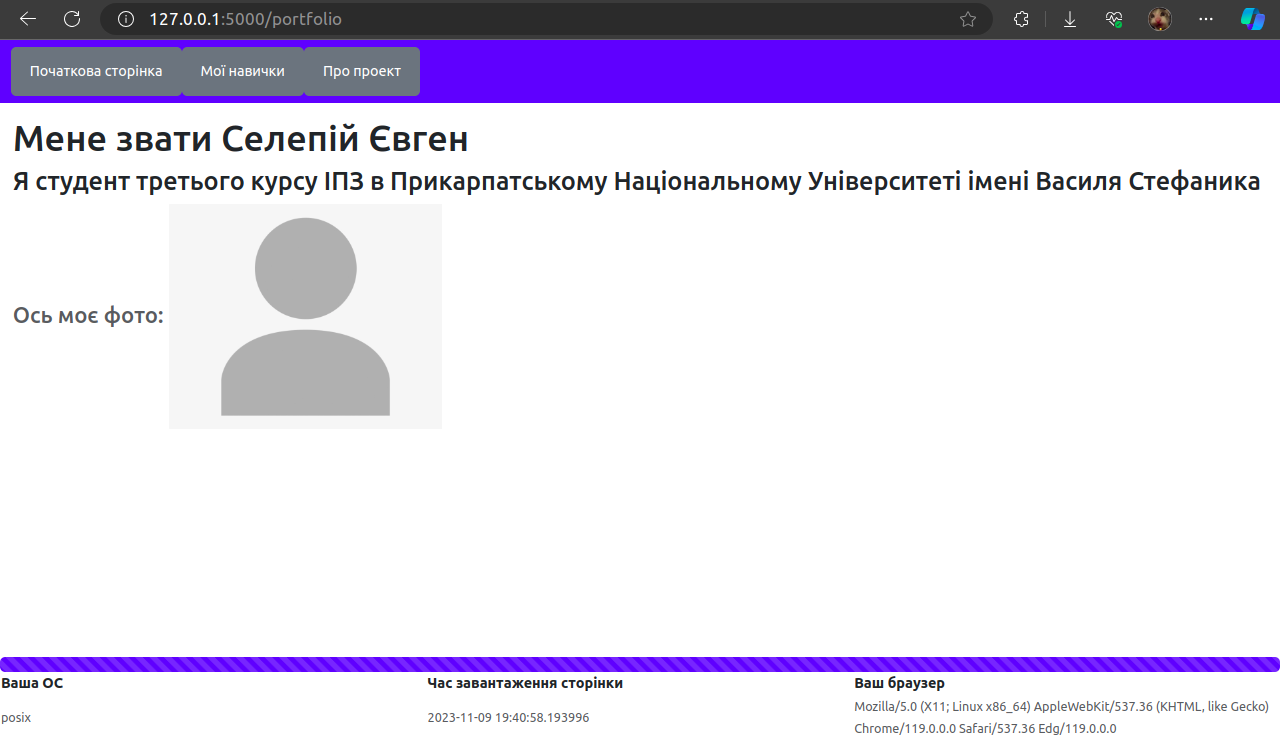 127.0.0.1:5000/portfolio
Початкова сторінка Мої навички Про проект
Мене звати Селепій Євген
Я студент третього курсу ІПЗ в Прикарпатському Національному Університеті імені Василя Стефаника
Ось моє фото:
Ваша ОС Час завантаження сторінки Ваш браузер
posix 2023-11-09 19:40:58.193996 Mozilla/5.0 (X11; Linux x86_64) AppleWebKit/537.36 (KHTML, like Gecko)
Chrome/119.0.0.0 Safari/537.36 Edg/119.0.0.0